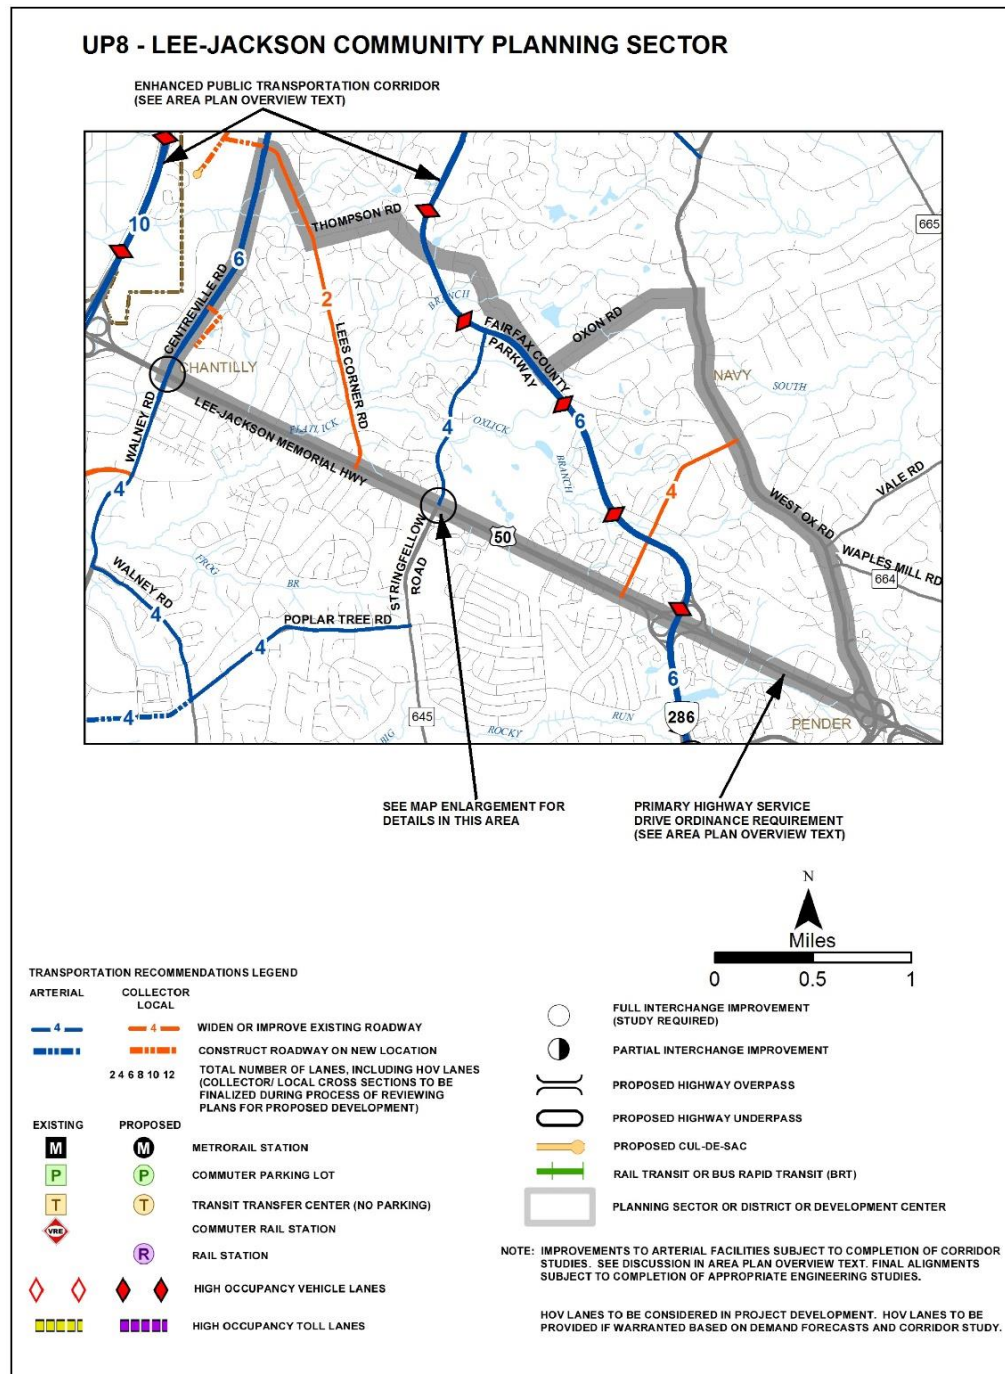 UP8 - LEE-JACKSON COMMUNITY PLANNING SECTOR
ENHANCED PUBLIC TRANSPORTATION CORRIDOR
(SEE AREA PLAN OVERVIEW TEXT)
10
CENTREVILLE RD
6
THOMPSON RD
665
2
LEES CORNER RD
BRANCH
FAIRFAX COUNTY
PARKWAY
OXON RD
CHANTILLY
NAVY
SOUTH
WALNEY RD
LEE-JACKSON MEMORIAL HWY
FLATLICK
4
OXLICK
BRANCH
6
4
4
WEST OX RD
VALE RD
50
STRINGFELLOW
ROAD
WAPLES MILL RD
664
FROG
BR
WALNEY RD
4
POPLAR TREE RD
4
4
645
BIG
ROCKY
RUN
6
286
PENDER
SEE MAP ENLARGEMENT FOR
DETAILS IN THIS AREA
PRIMARY HIGHWAY SERVICE
DRIVE ORDINANCE REQUIREMENT
(SEE AREA PLAN OVERVIEW TEXT)
N
Miles
0 0.5 1
TRANSPORTATION RECOMMENDATIONS LEGEND
ARTERIAL
COLLECTOR
LOCAL
4 4 WIDEN OR IMPROVE EXISTING ROADWAY
CONSTRUCT ROADWAY ON NEW LOCATION
2 4 6 8 10 12 TOTAL NUMBER OF LANES, INCLUDING HOV LANES
(COLLECTOR/ LOCAL CROSS SECTIONS TO BE
FINALIZED DURING PROCESS OF REVIEWING
PLANS FOR PROPOSED DEVELOPMENT)
EXISTING PROPOSED
M M METRORAIL STATION
P P COMMUTER PARKING LOT
T T TRANSIT TRANSFER CENTER (NO PARKING)
VRE COMMUTER RAIL STATION
R RAIL STATION
HIGH OCCUPANCY VEHICLE LANES
HIGH OCCUPANCY TOLL LANES
FULL INTERCHANGE IMPROVEMENT
(STUDY REQUIRED)
PARTIAL INTERCHANGE IMPROVEMENT
PROPOSED HIGHWAY OVERPASS
PROPOSED HIGHWAY UNDERPASS
PROPOSED CUL-DE-SAC
RAIL TRANSIT OR BUS RAPID TRANSIT (BRT)
PLANNING SECTOR OR DISTRICT OR DEVELOPMENT CENTER
NOTE: IMPROVEMENTS TO ARTERIAL FACILITIES SUBJECT TO COMPLETION OF CORRIDOR
STUDIES. SEE DISCUSSION IN AREA PLAN OVERVIEW TEXT. FINAL ALIGNMENTS
SUBJECT TO COMPLETION OF APPROPRIATE ENGINEERING STUDIES.
HOV LANES TO BE CONSIDERED IN PROJECT DEVELOPMENT. HOV LANES TO BE
PROVIDED IF WARRANTED BASED ON DEMAND FORECASTS AND CORRIDOR STUDY.